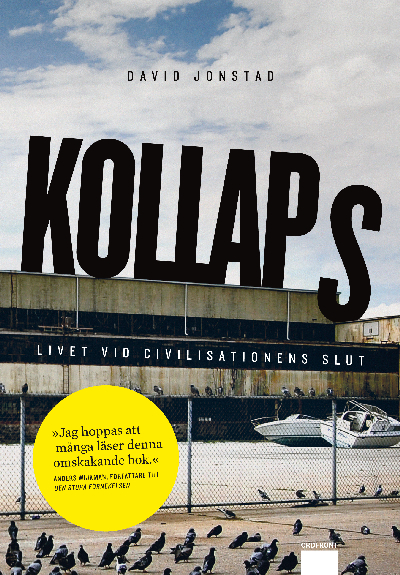 DAVID JONSTAD
KOLLAPS
LIVET VID CIVILISATIONENS SLUT
»Jag hoppas att
många läser denna
omskakande bok.«
ANDERS WIJKMAN, FÖRFATTARE TILL
DEN STORA FÖRNEKELSEN
ORDFRONT